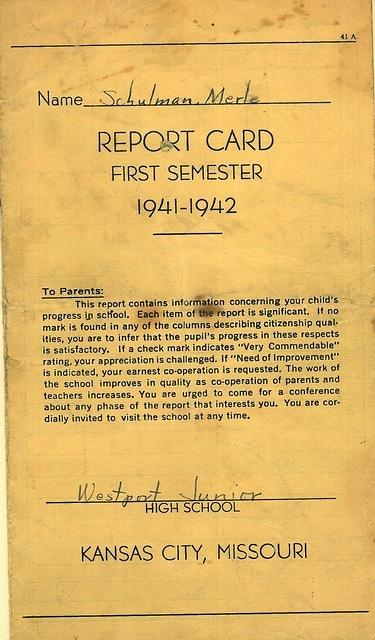 41 A
Name Schulman, Merle
REPORT CARD
FIRST SEMESTER
1941-1942
To Parents:
This report contains information concerning your child's
progress in school. Each item of the report is significant. If no
mark is found in any of the columns describing citizenship qual-
ities, you are to infer that the pupil's progress in these respects
is satisfactory. If a check mark indicates "Very Commendable"
rating, your appreciation is challenged. If "Need of Improvement"
is indicated, your earnest co-operation is requested. The work of
the school improves in quality as co-operation of parents and
teachers increases. You are urged to come for a conference
about any phase of the report that interests you. You are cor-
dially invited to visit the school at any time.
Westport Junior
HIGH SCHOOL
KANSAS CITY, MISSOURI